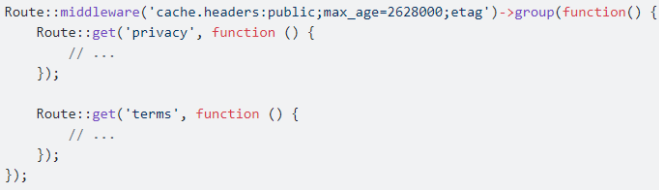 Route::middleware('cache.headers:public;max_age=2628000;etag')->group(function() {
    Route::get('privacy', function () {
        // ...
    });

    Route::get('terms', function () {
        // ...
    });
});